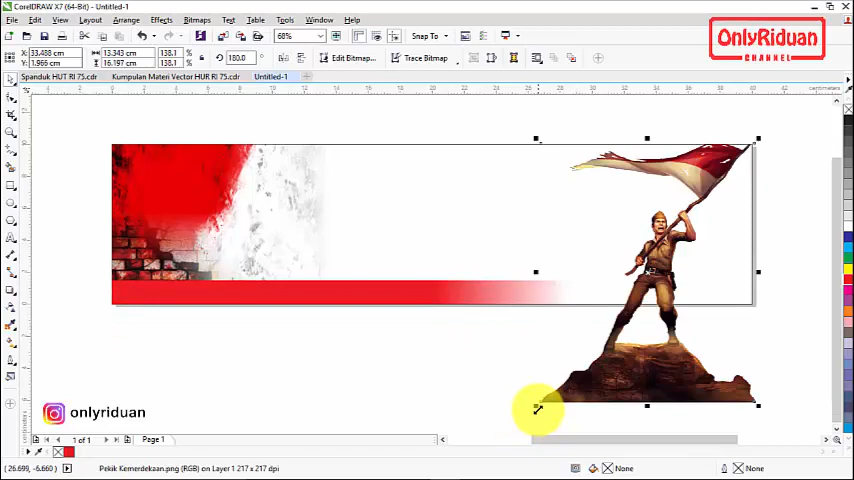 CorelDRAW X7 (64-Bit) - Untitled-1
File Edit View Layout Arrange Effects Bitmaps Text Table Tools Window Help
68% Snap To
X: 33.488 cm 13.343 cm 138.1 180.0 Edit Bitmap... Trace Bitmap
Y: 1.966 cm 16.197 cm 138.1
OnlyRiduan
CHANNEL
Spanduk HUT RI 75.cdr Kumpulan Materi Vector HUR RI 75.cdr Untitled-1
centimeters
onlyriduan
1 of 1 Page 1
(26.699, -6.660) Pekik Kemerdekaan.png (RGB) on Layer 1 217 x 217 dpi None None